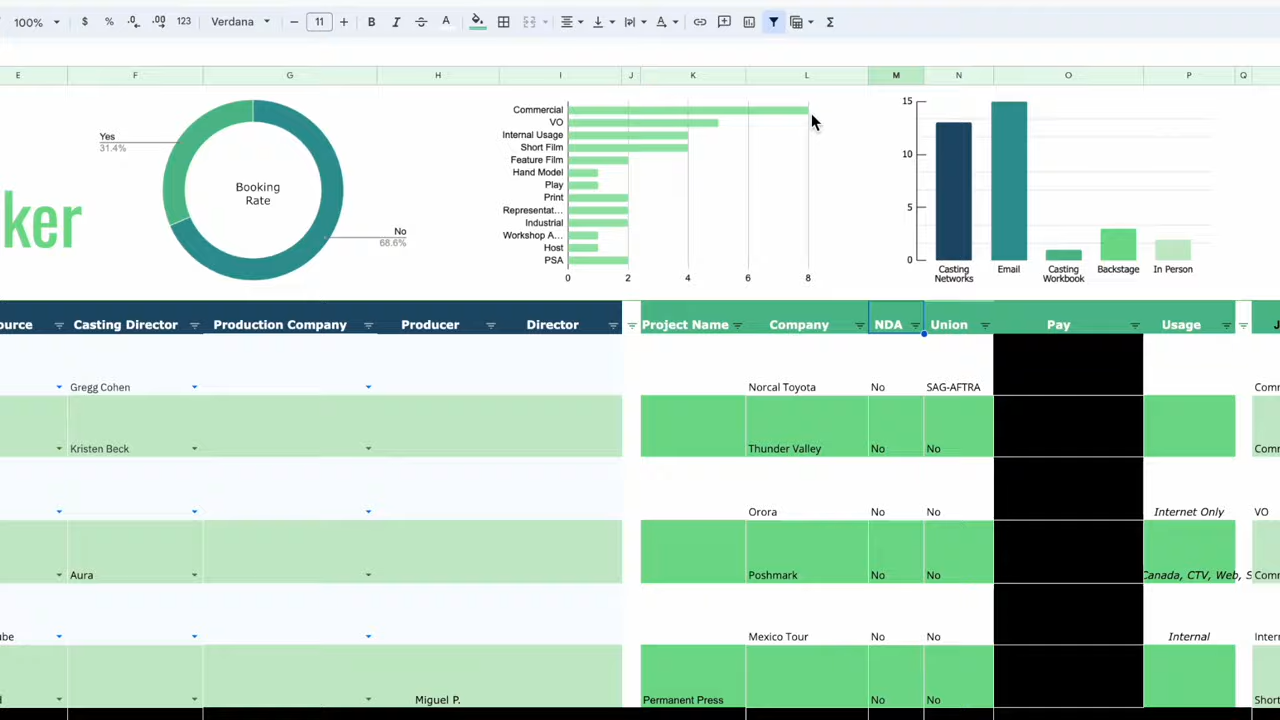 100% $ % .0 .00 123 Verdana − 11 + B I A Σ
E F G H I J K L M N O P Q
Yes
31.4%
Booking
Rate
No
68.6%
ker
Commercial
VO
Internal Usage
Short Film
Feature Film
Hand Model
Play
Print
Representat...
Industrial
Workshop A...
Host
PSA
0 2 4 6 8
15
10
5
0
Casting
Networks
Email
Casting
Workbook
Backstage
In Person
ource Casting Director Production Company Producer Director Project Name Company NDA Union Pay Usage J
Gregg Cohen Norcal Toyota No SAG-AFTRA Comm
Kristen Beck Thunder Valley No No Comm
Orora No No Internet Only VO
Aura Poshmark No No Canada, CTV, Web, S Comm
be Mexico Tour No No Internal Inter
d Miguel P. Permanent Press No No Short